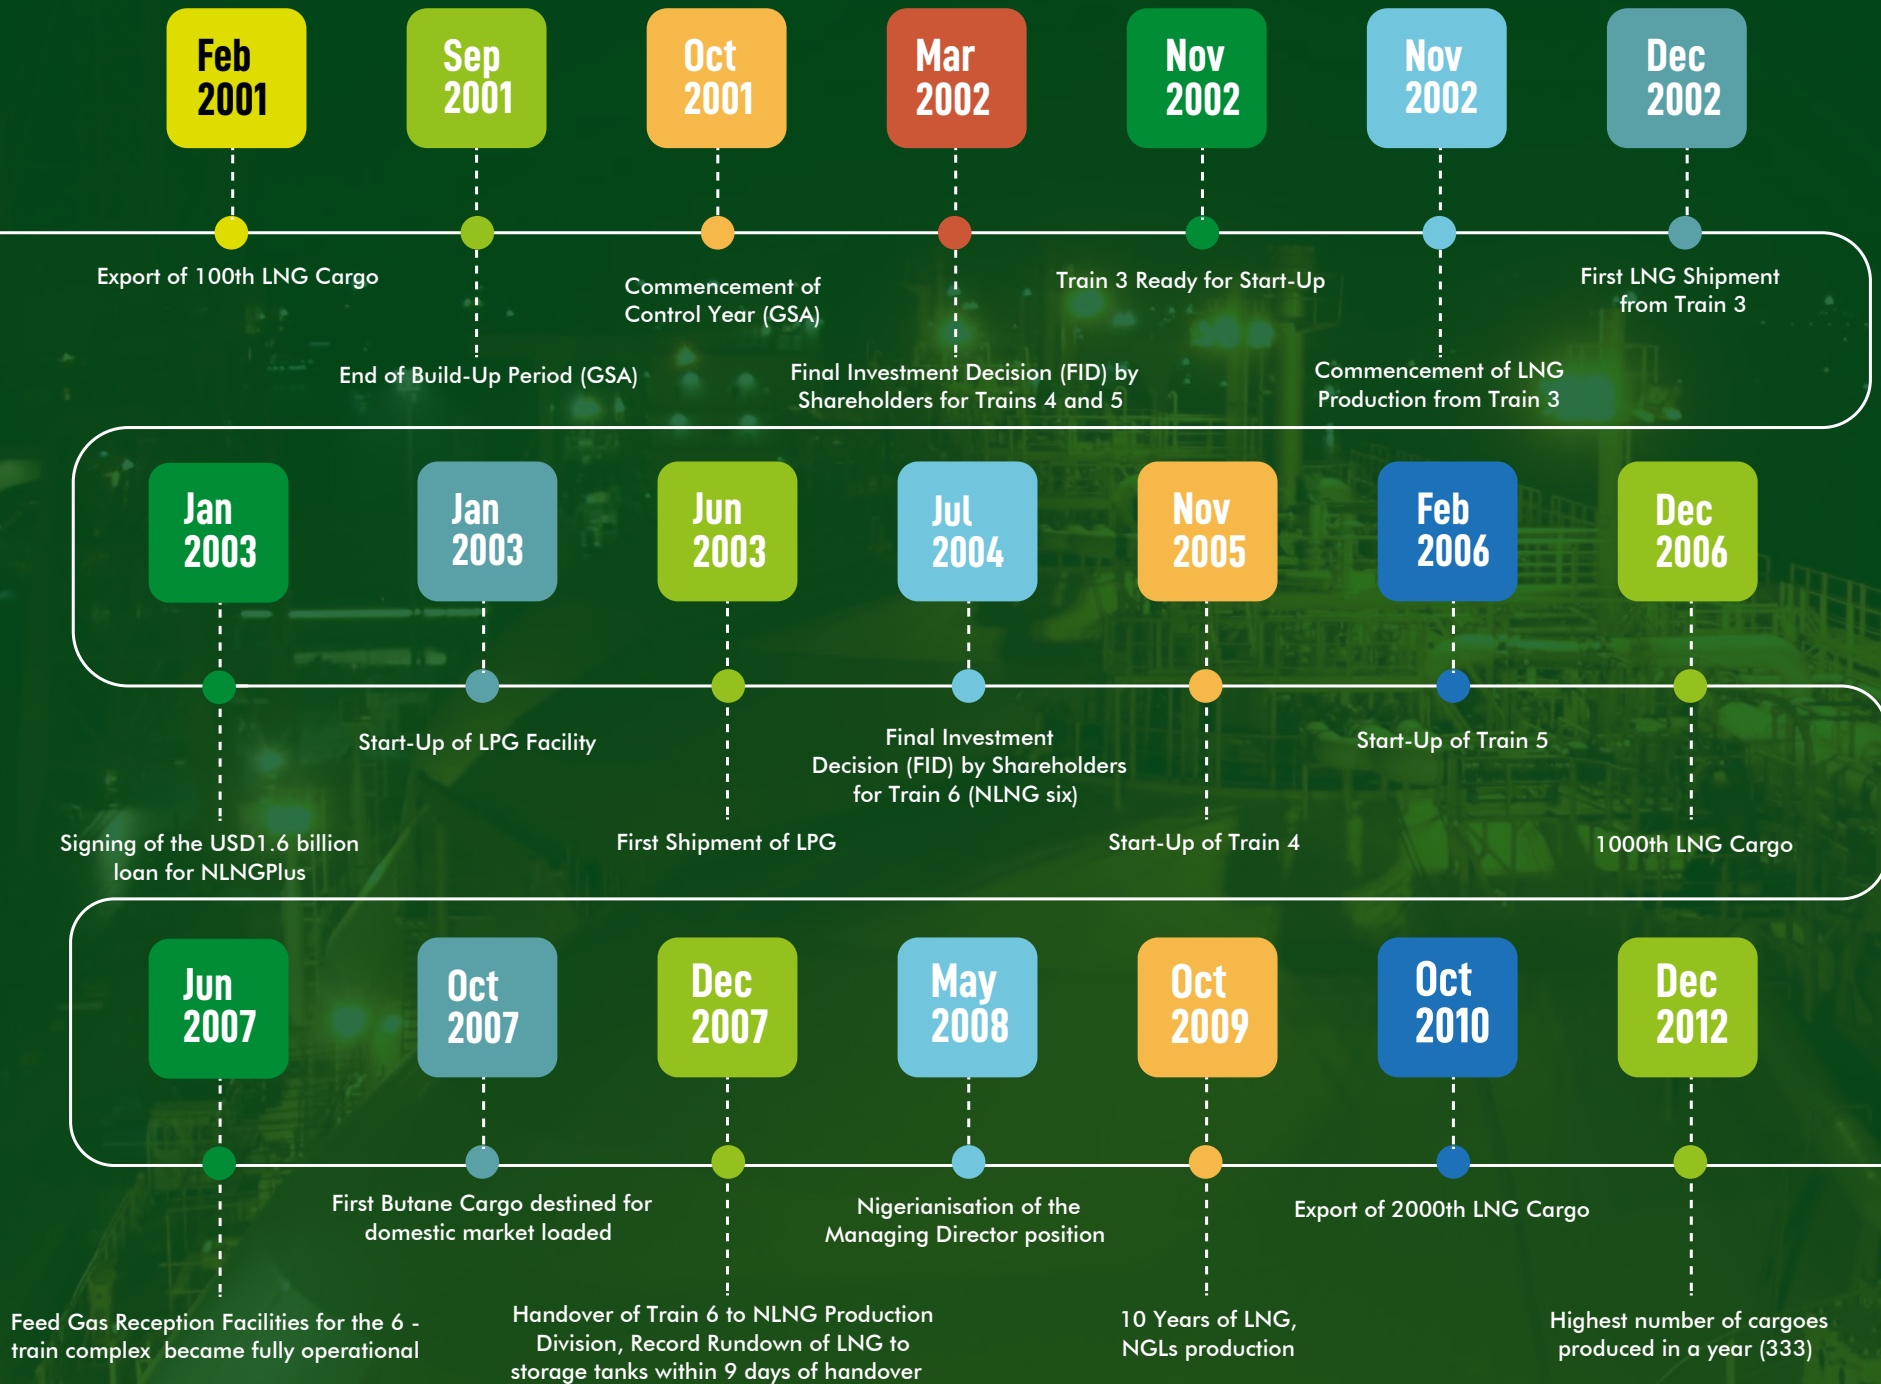 Feb
2001
Sep
2001
Oct
2001
Mar
2002
Nov
2002
Nov
2002
Dec
2002
Export of 100th LNG Cargo
End of Build-Up Period (GSA)
Commencement of
Control Year (GSA)
Final Investment Decision (FID) by
Shareholders for Trains 4 and 5
Train 3 Ready for Start-Up
Commencement of LNG
Production from Train 3
First LNG Shipment
from Train 3
Jan
2003
Jan
2003
Jun
2003
Jul
2004
Nov
2005
Feb
2006
Dec
2006
Signing of the USD1.6 billion
loan for NLNGPlus
Start-Up of LPG Facility
First Shipment of LPG
Final Investment
Decision (FID) by Shareholders
for Train 6 (NLNG six)
Start-Up of Train 4
Start-Up of Train 5
1000th LNG Cargo
Jun
2007
Oct
2007
Dec
2007
May
2008
Oct
2009
Oct
2010
Dec
2012
Feed Gas Reception Facilities for the 6 -
train complex became fully operational
First Butane Cargo destined for
domestic market loaded
Handover of Train 6 to NLNG Production
Division, Record Rundown of LNG to
storage tanks within 9 days of handover
Nigerianisation of the
Managing Director position
10 Years of LNG,
NGLs production
Export of 2000th LNG Cargo
Highest number of cargoes
produced in a year (333)